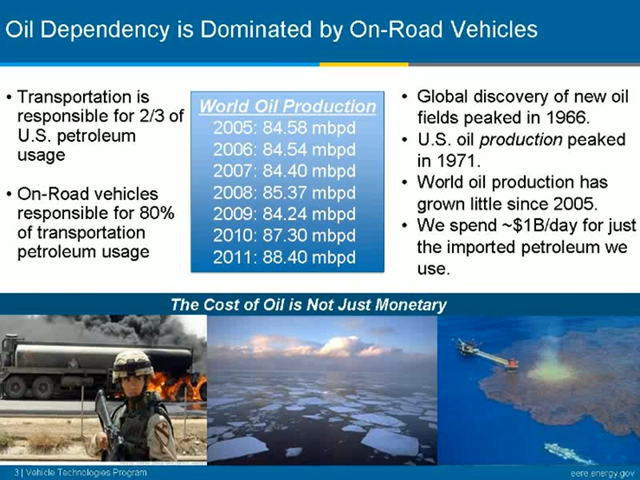 Oil Dependency is Dominated by On-Road Vehicles
• Transportation is
responsible for 2/3 of
U.S. petroleum
usage
• On-Road vehicles
responsible for 80%
of transportation
petroleum usage
World Oil Production
2005: 84.58 mbpd
2006: 84.54 mbpd
2007: 84.40 mbpd
2008: 85.37 mbpd
2009: 84.24 mbpd
2010: 87.30 mbpd
2011: 88.40 mbpd
• Global discovery of new oil
fields peaked in 1966.
• U.S. oil production peaked
in 1971.
• World oil production has
grown little since 2005.
• We spend ~$1B/day for just
the imported petroleum we
use.
The Cost of Oil is Not Just Monetary
3 | Vehicle Technologies Program
eere.energy.gov